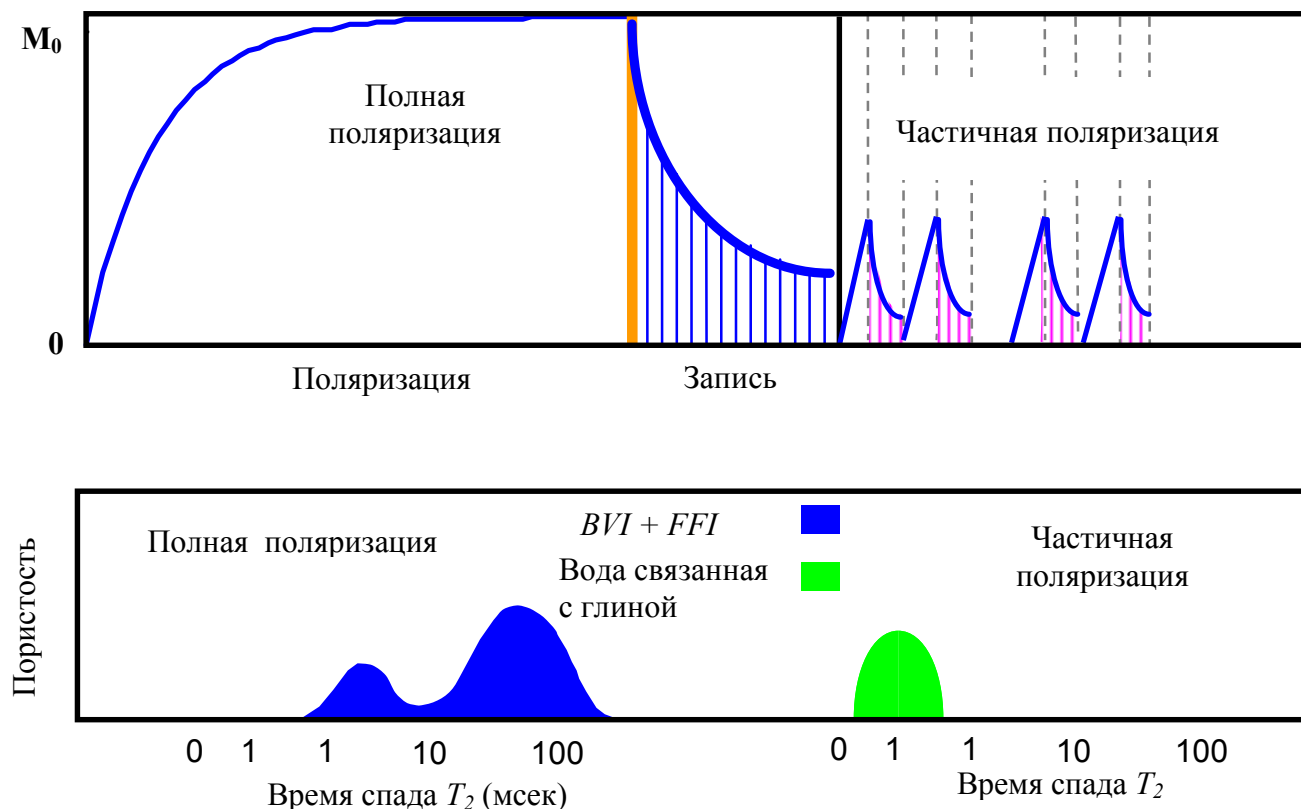 M₀
Полная
поляризация
Частичная поляризация
0
Поляризация
Запись
Полная поляризация
BVI + FFI
Вода связанная
с глиной
Частичная
поляризация
Пористость
0 1 1 10 100
Время спада T₂ (мсек)
0 1 1 10 100
Время спада T₂